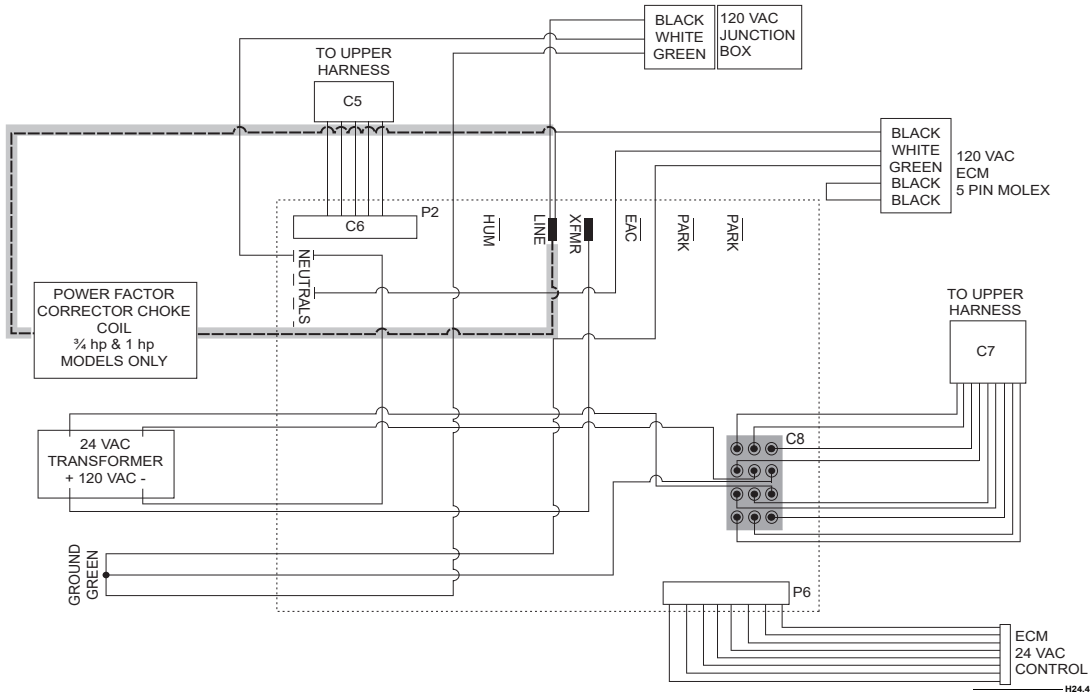 BLACK
WHITE
GREEN
120 VAC
JUNCTION
BOX
TO UPPER
HARNESS
C5
BLACK
WHITE
GREEN
BLACK
BLACK
120 VAC
ECM
5 PIN MOLEX
P2
C6
HUM
LINE
XFMR
EAC
PARK
PARK
NEUTRALS
POWER FACTOR
CORRECTOR CHOKE
COIL
¾ hp & 1 hp
MODELS ONLY
TO UPPER
HARNESS
C7
24 VAC
TRANSFORMER
+ 120 VAC -
C8
GROUND
GREEN
P6
ECM
24 VAC
CONTROL
H24.4